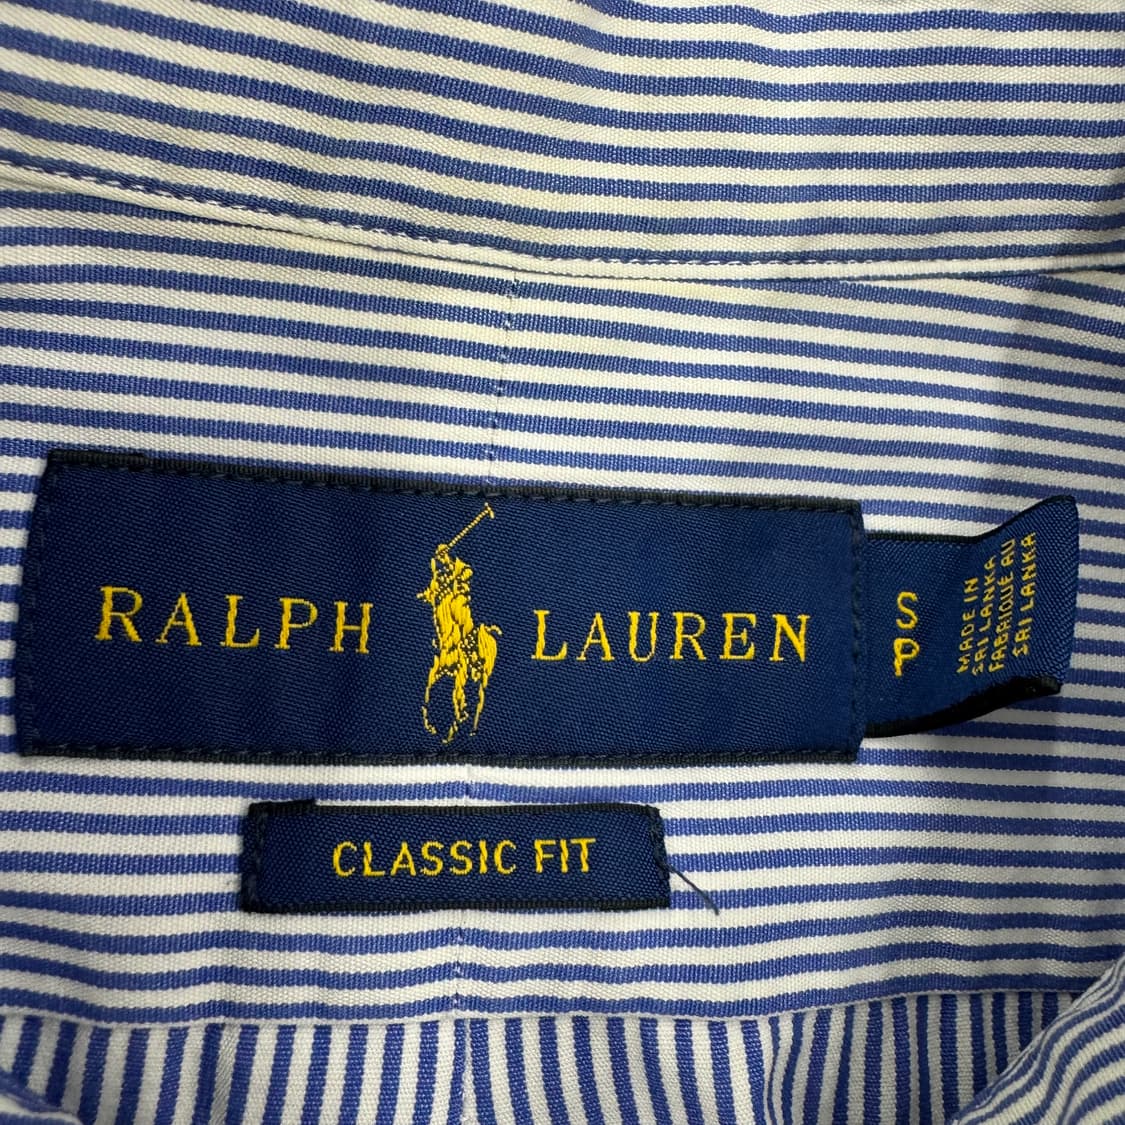 RALPH LAUREN
S
P
MADE IN
SRI LANKA
FABRIQUÉ AU
SRI LANKA
CLASSIC FIT